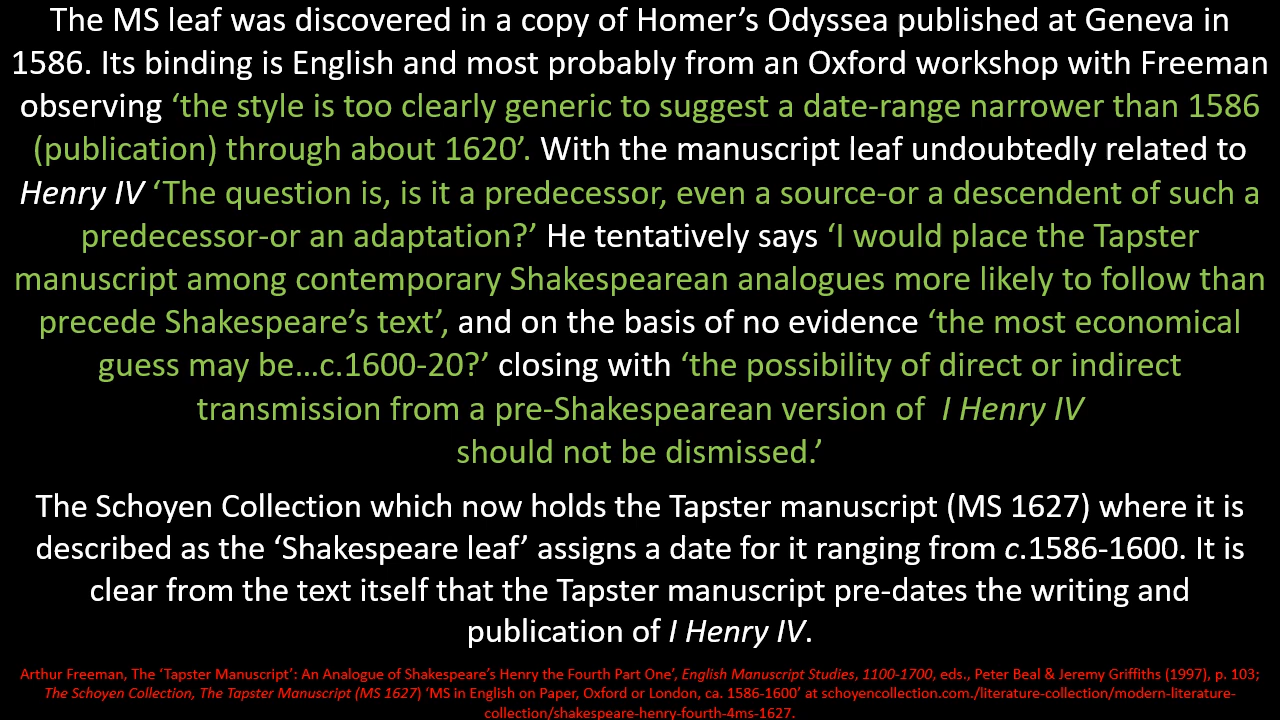 The MS leaf was discovered in a copy of Homer’s Odyssea published at Geneva in
1586. Its binding is English and most probably from an Oxford workshop with Freeman
observing ‘the style is too clearly generic to suggest a date-range narrower than 1586
(publication) through about 1620’. With the manuscript leaf undoubtedly related to
Henry IV ‘The question is, is it a predecessor, even a source-or a descendent of such a
predecessor-or an adaptation?’ He tentatively says ‘I would place the Tapster
manuscript among contemporary Shakespearean analogues more likely to follow than
precede Shakespeare’s text’, and on the basis of no evidence ‘the most economical
guess may be…c.1600-20?’ closing with ‘the possibility of direct or indirect
transmission from a pre-Shakespearean version of I Henry IV
should not be dismissed.’
The Schoyen Collection which now holds the Tapster manuscript (MS 1627) where it is
described as the ‘Shakespeare leaf’ assigns a date for it ranging from c.1586-1600. It is
clear from the text itself that the Tapster manuscript pre-dates the writing and
publication of I Henry IV.
Arthur Freeman, The ‘Tapster Manuscript’: An Analogue of Shakespeare’s Henry the Fourth Part One’, English Manuscript Studies, 1100-1700, eds., Peter Beal & Jeremy Griffiths (1997), p. 103;
The Schoyen Collection, The Tapster Manuscript (MS 1627) ‘MS in English on Paper, Oxford or London, ca. 1586-1600’ at schoyencollection.com./literature-collection/modern-literature-
collection/shakespeare-henry-fourth-4ms-1627.